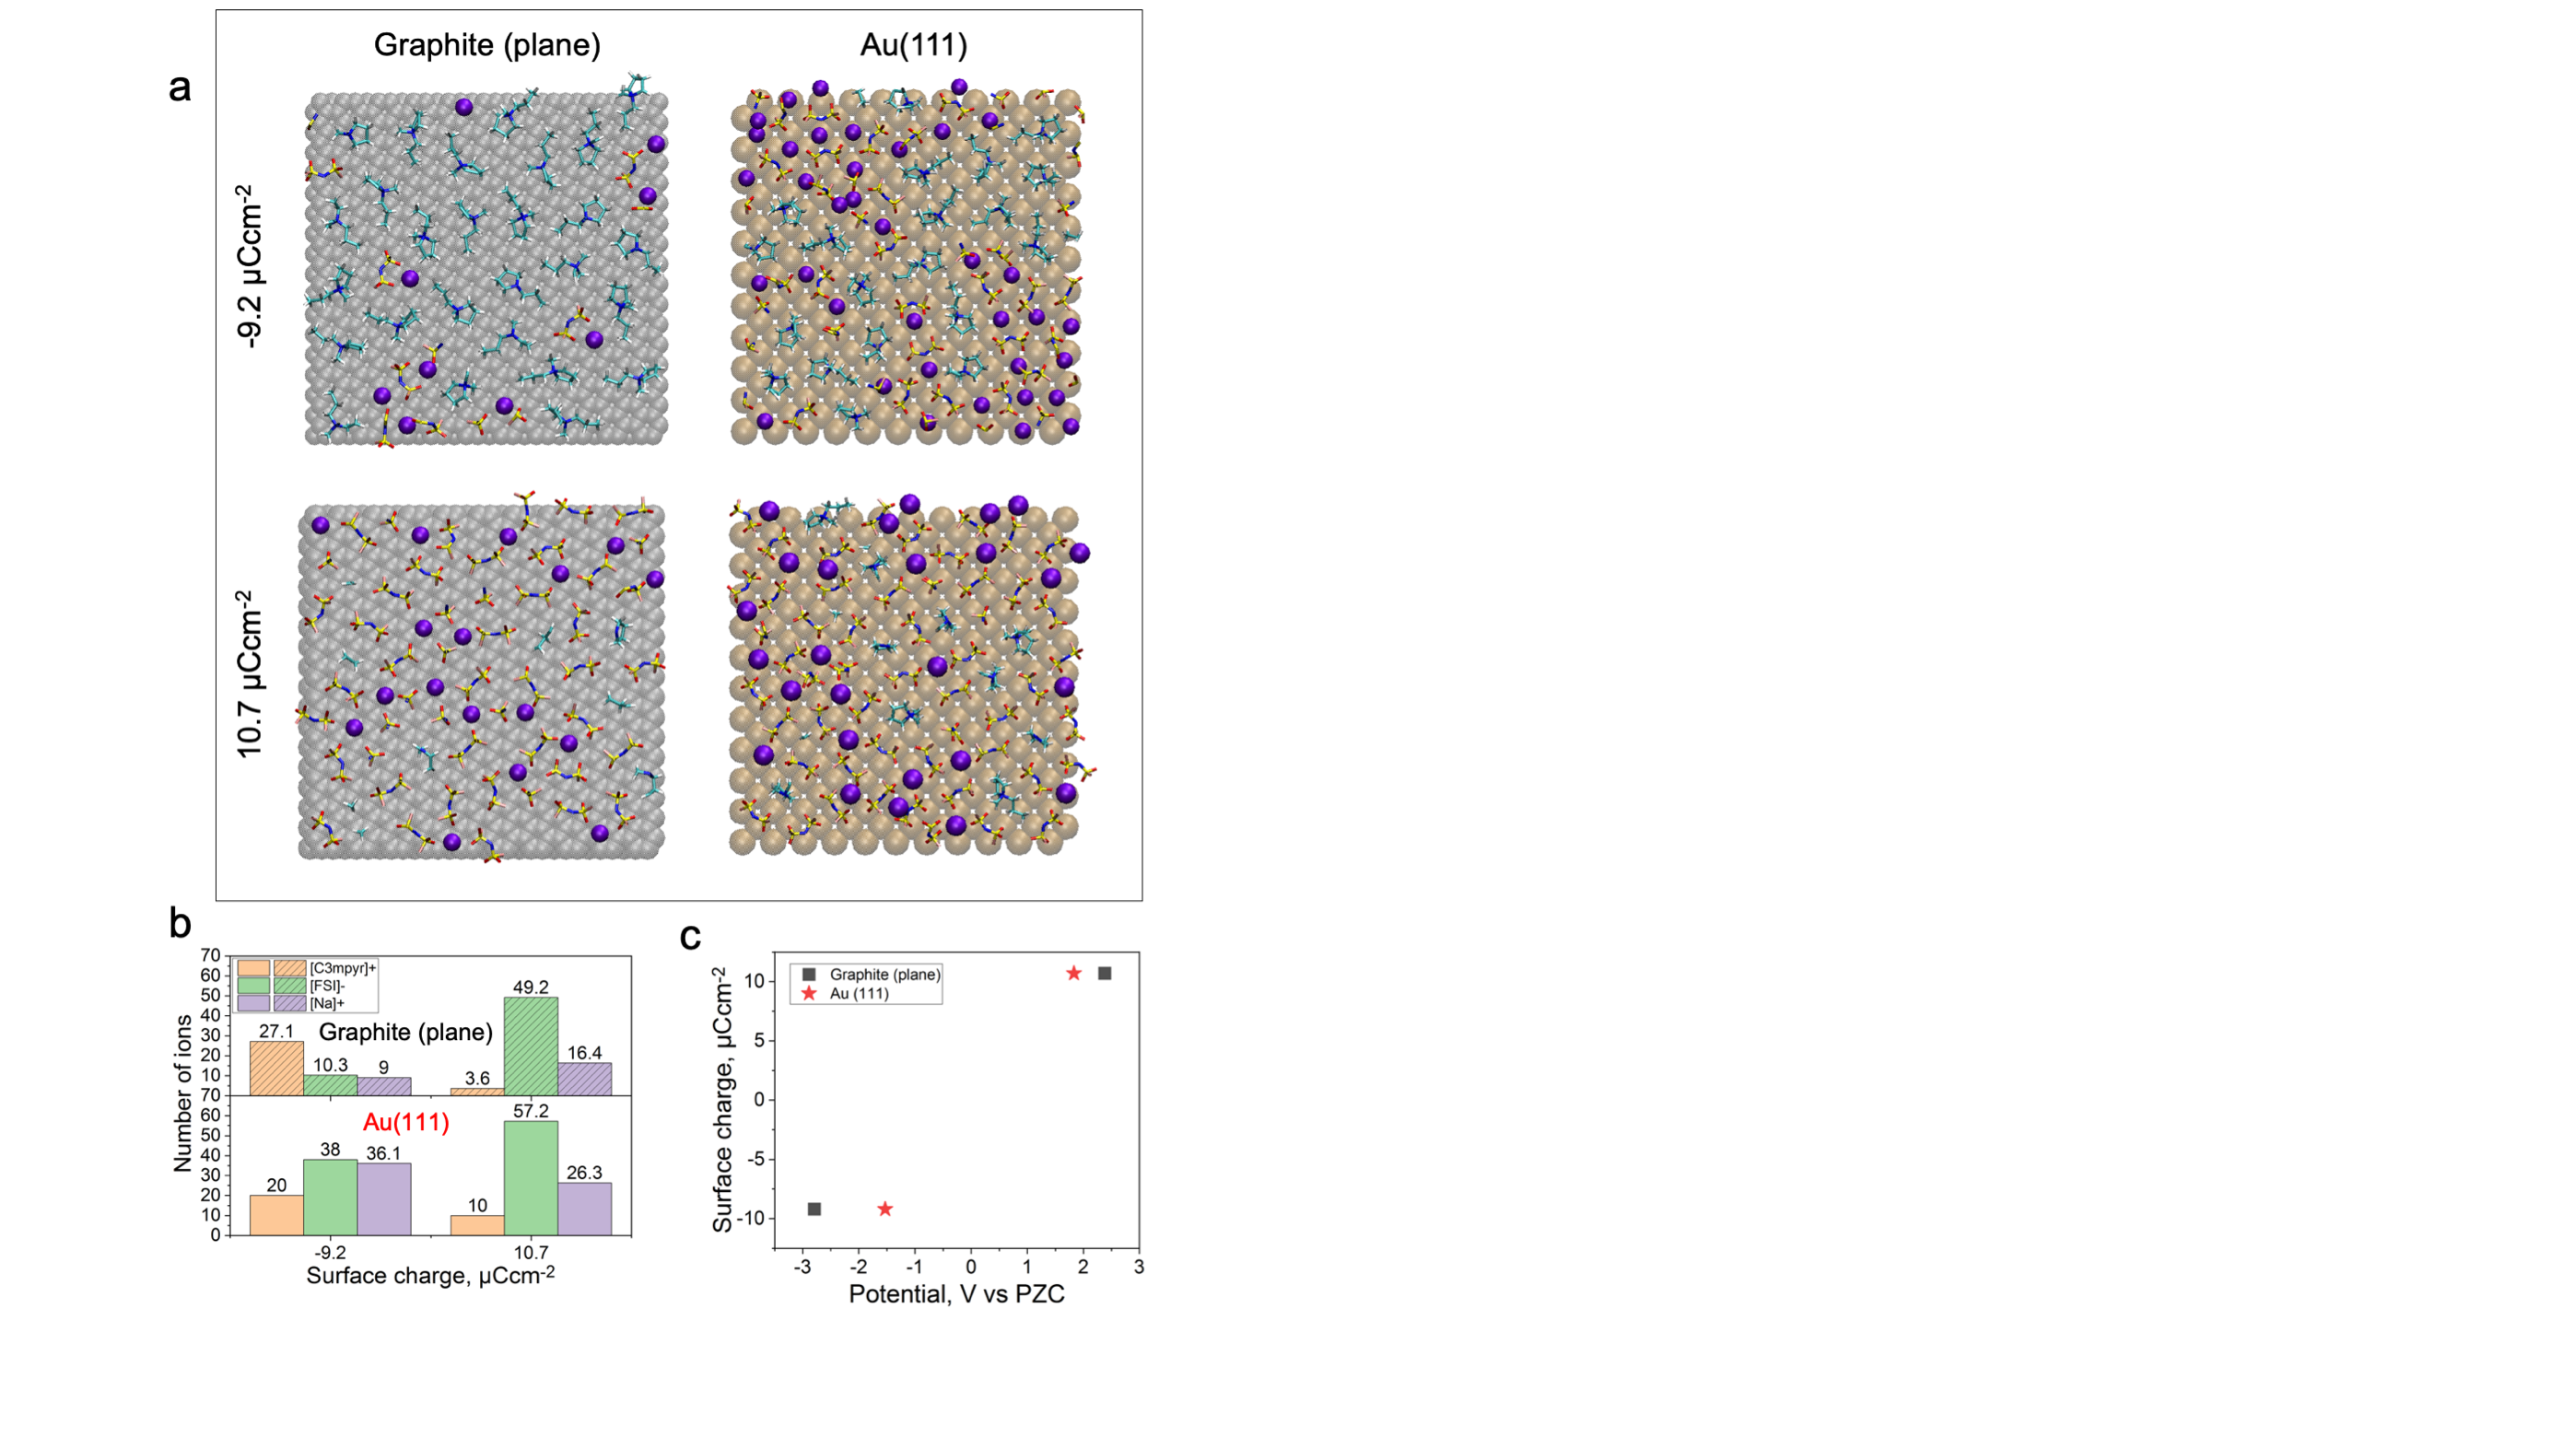 Graphite (plane)
Au(111)
a
-9.2 µCcm-2
10.7 µCcm-2
b
70
60
50
40
30
20
10
70
60
50
40
30
20
10
0
Number of ions
[C3mpyr]+
[FSI]-
[Na]+
Graphite (plane)
27.1
10.3
9
3.6
49.2
16.4
Au(111)
20
38
36.1
10
57.2
26.3
-9.2
10.7
Surface charge, µCcm-2
c
Surface charge, µCcm-2
10
5
0
-5
-10
Graphite (plane)
Au (111)
-3
-2
-1
0
1
2
3
Potential, V vs PZC